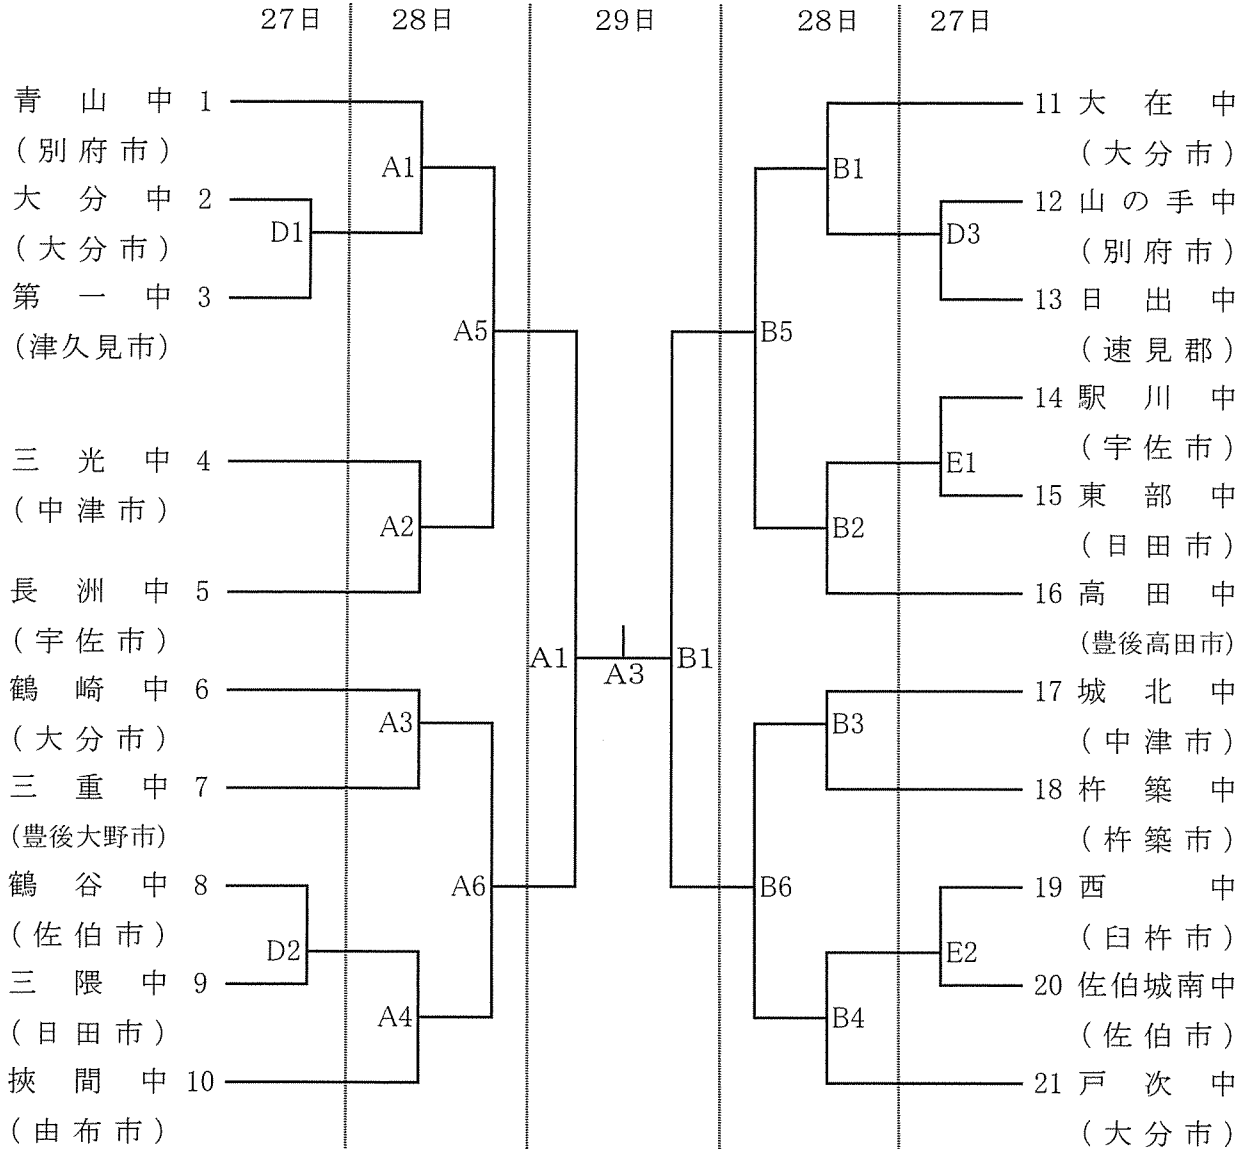 27日 28日 29日 28日 27日
青山中 1
(別府市)
大分中 2
(大分市)
第一中 3
(津久見市)
三光中 4
(中津市)
長洲中 5
(宇佐市)
鶴崎中 6
(大分市)
三重中 7
(豊後大野市)
鶴谷中 8
(佐伯市)
三隈中 9
(日田市)
挾間中 10
(由布市)
D1
D2
A1
A2
A3
A4
A5
A6
A1
A3
B1
B5
B6
B1
B2
B3
B4
D3
E1
E2
11 大在中
(大分市)
12 山の手中
(別府市)
13 日出中
(速見郡)
14 駅川中
(宇佐市)
15 東部中
(日田市)
16 高田中
(豊後高田市)
17 城北中
(中津市)
18 杵築中
(杵築市)
19 西中
(臼杵市)
20 佐伯城南中
(佐伯市)
21 戸次中
(大分市)